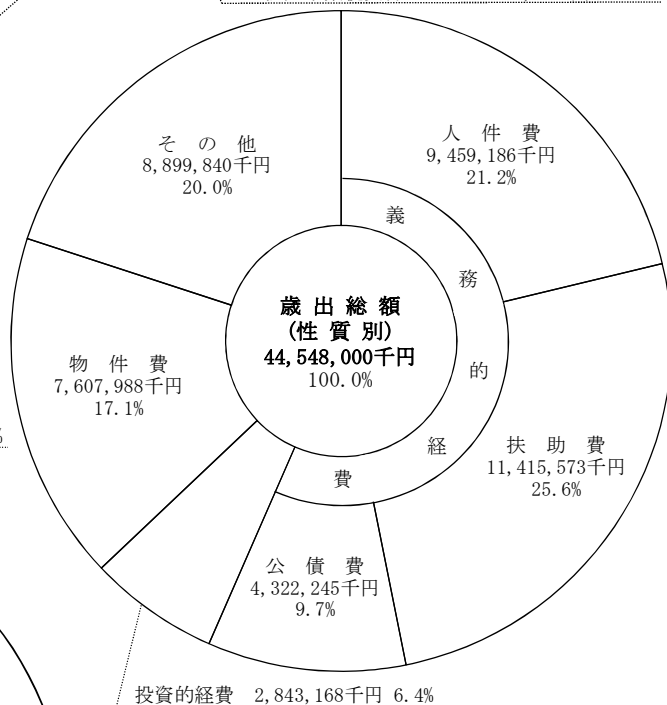 そ の 他
8,899,840千円
20.0%
人 件 費
9,459,186千円
21.2%
義
務
的
経
費
歳 出 総 額
(性 質 別)
44,548,000千円
100.0%
物 件 費
7,607,988千円
17.1%
扶 助 費
11,415,573千円
25.6%
公 債 費
4,322,245千円
9.7%
投資的経費 2,843,168千円 6.4%